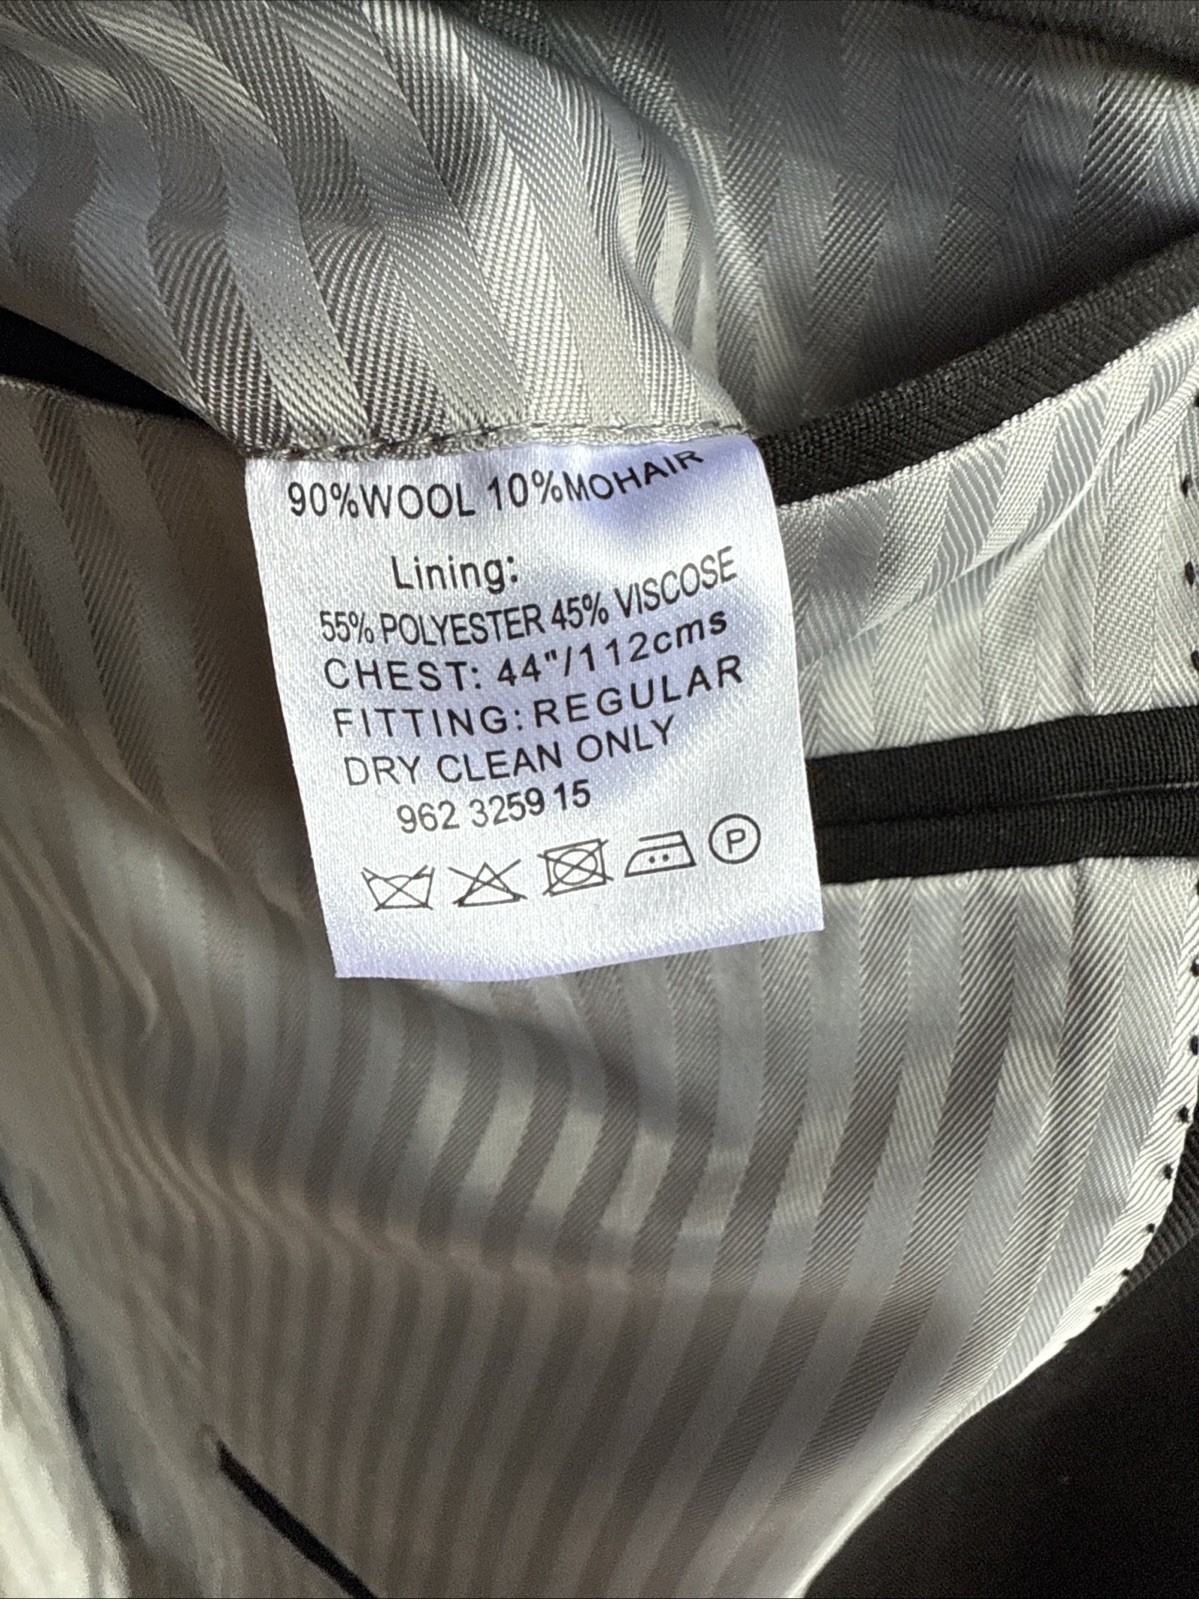 90%WOOL 10%MOHAIR
Lining:
55% POLYESTER 45% VISCOSE
CHEST: 44"/112cms
FITTING: REGULAR
DRY CLEAN ONLY
962 3259 15
P